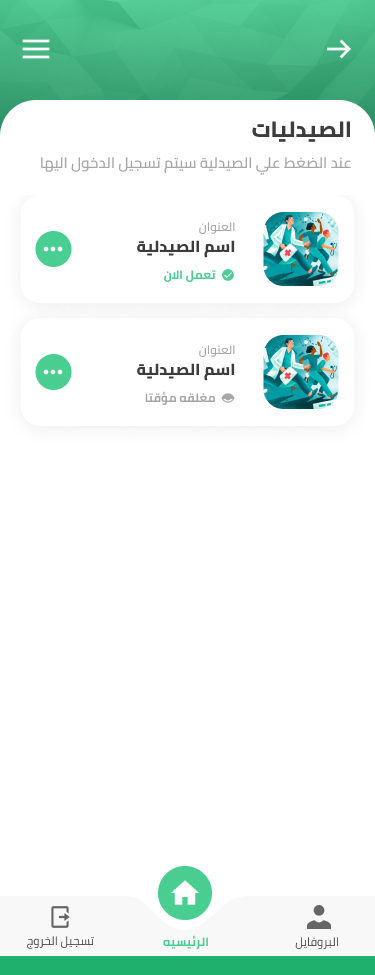 الصيدليات
عند الضغط علي الصيدلية سيتم تسجيل الدخول اليها
العنوان
اسم الصيدلية
تعمل الان
العنوان
اسم الصيدلية
مغلقه مؤقتا
البروفايل
الرئيسيه
تسجيل الخروج